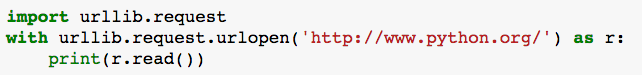 import urllib.request
with urllib.request.urlopen('http://www.python.org/') as r:
    print(r.read())